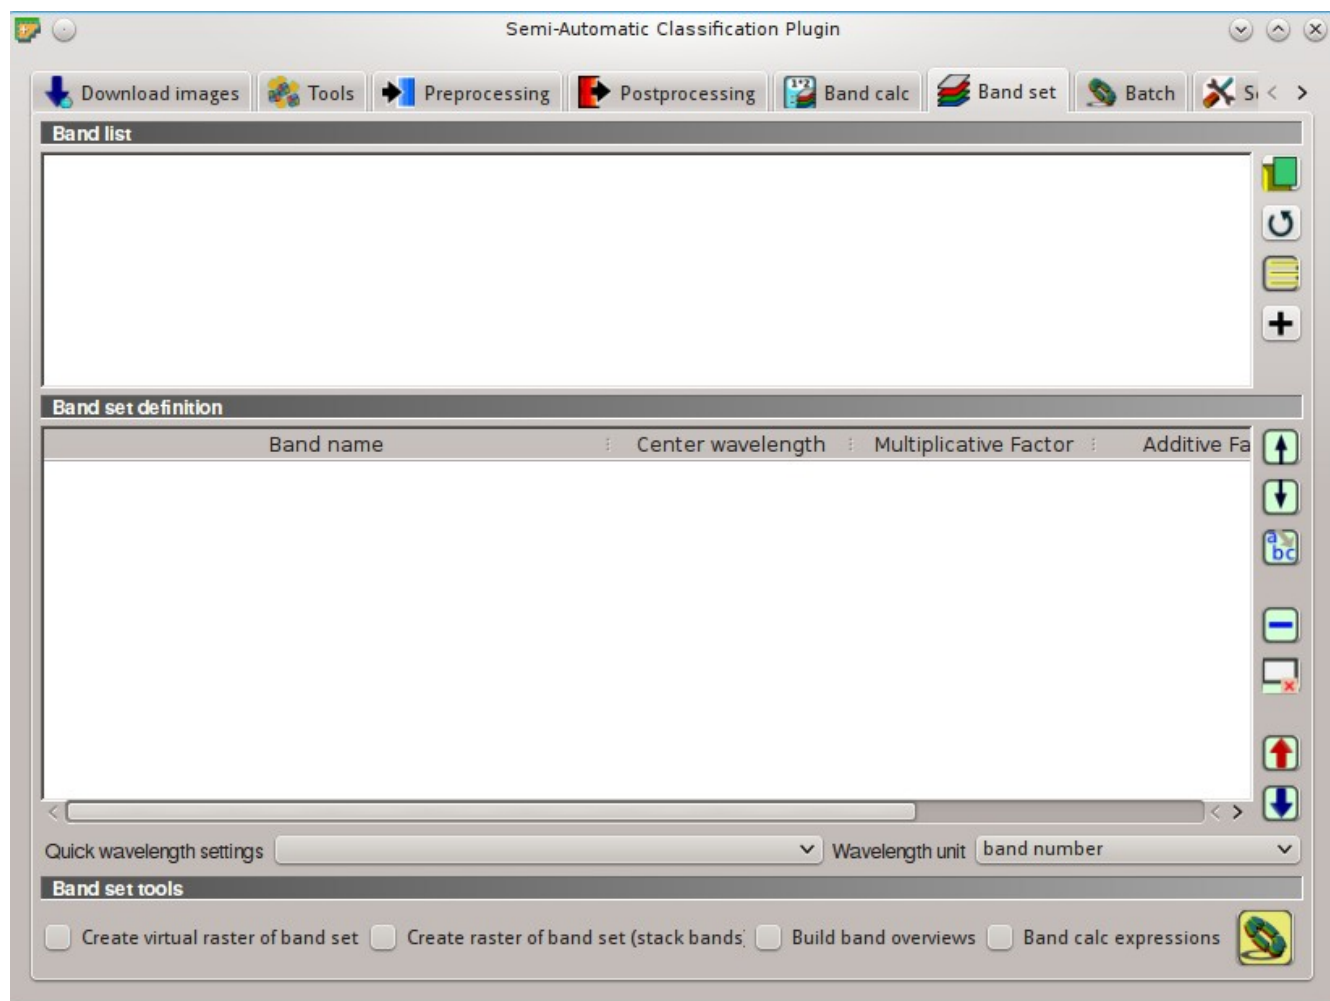 Semi-Automatic Classification Plugin
Download images Tools Preprocessing Postprocessing Band calc Band set Batch S
Band list
Band set definition
Band name Center wavelength Multiplicative Factor Additive Fa
a
bc
Quick wavelength settings Wavelength unit band number
Band set tools
Create virtual raster of band set Create raster of band set (stack bands Build band overviews Band calc expressions